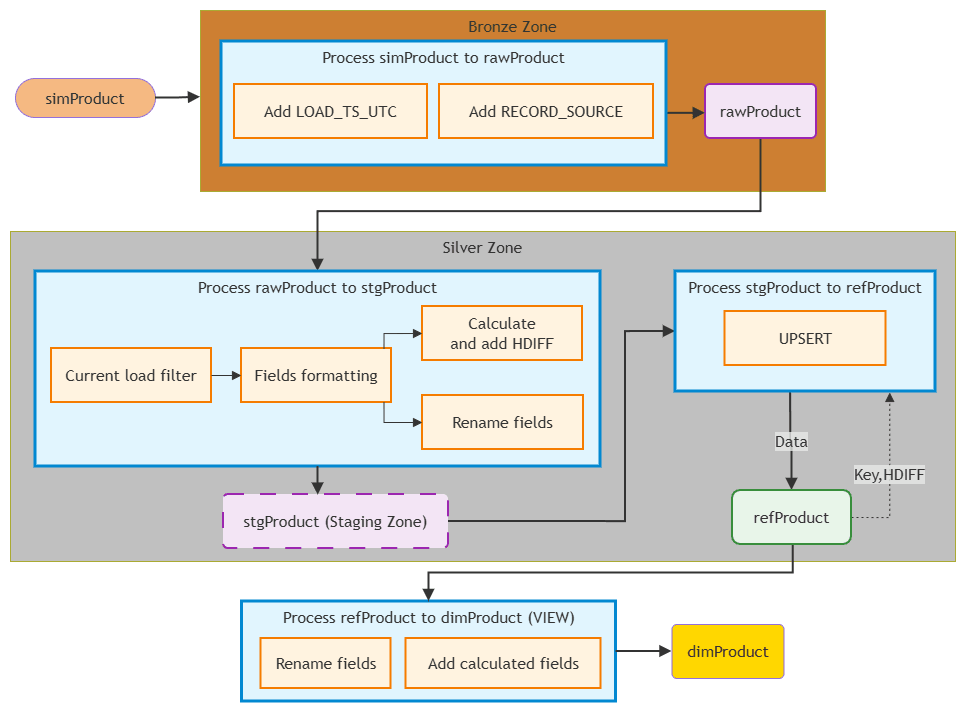 Bronze Zone
Process simProduct to rawProduct
simProduct
Add LOAD_TS_UTC
Add RECORD_SOURCE
rawProduct
Silver Zone
Process rawProduct to stgProduct
Current load filter
Fields formatting
Calculate
and add HDIFF
Rename fields
stgProduct (Staging Zone)
Process stgProduct to refProduct
UPSERT
Data
Key,HDIFF
refProduct
Process refProduct to dimProduct (VIEW)
Rename fields
Add calculated fields
dimProduct